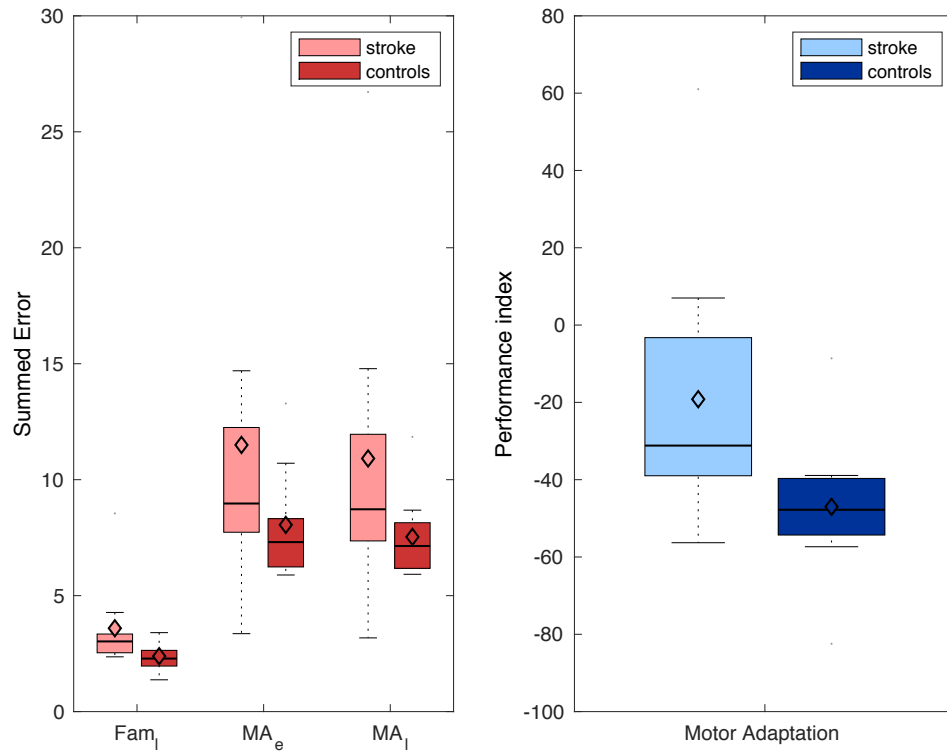 30
25
20
15
10
5
0
Summed Error
stroke
controls
Fam_l
MA_e
MA_l
80
60
40
20
0
-20
-40
-60
-80
-100
Performance index
stroke
controls
Motor Adaptation